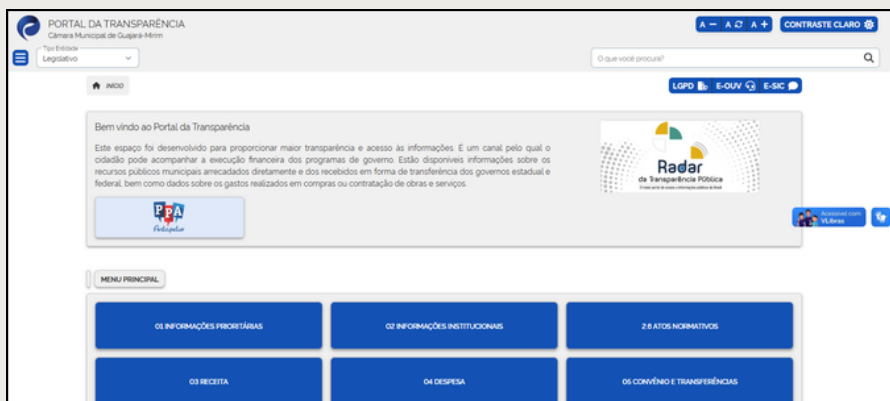 PORTAL DA TRANSPARÊNCIA
Câmara Municipal de Guajará-Mirim
A − A A +
CONTRASTE CLARO
Tipo Entidade
Legislativo
O que você procura?
INÍCIO
LGPD E-OUV E-SIC
Bem vindo ao Portal da Transparência
Este espaço foi desenvolvido para proporcionar maior transparência e acesso às informações. É um canal pelo qual o
cidadão pode acompanhar a execução financeira dos programas de governo. Estão disponíveis informações sobre os
recursos públicos municipais arrecadados diretamente e dos recebidos em forma de transferência dos governos estadual e
federal, bem como dados sobre os gastos realizados em compras ou contratação de obras e serviços.
PPA
Participativo
Radar
da Transparência Pública
Acessível com
VLibras
MENU PRINCIPAL
01 INFORMAÇÕES PRIORITÁRIAS
02 INFORMAÇÕES INSTITUCIONAIS
2.6 ATOS NORMATIVOS
03 RECEITA
04 DESPESA
05 CONVÊNIO E TRANSFERÊNCIAS